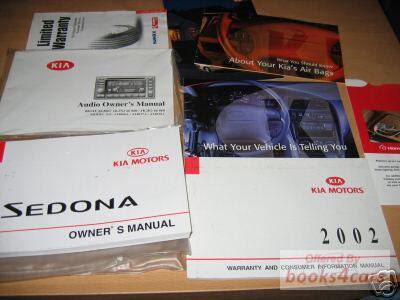 Limited
Warranty
KIA
Audio Owner's Manual
What You Should Know
About Your Kia's Air Bags
What Your Vehicle Is Telling You
KIA
KIA MOTORS
SEDONA
OWNER'S MANUAL
KIA
KIA MOTORS
2002
WARRANTY AND CONSUMER INFORMATION MANUAL
Offered By
books4cars